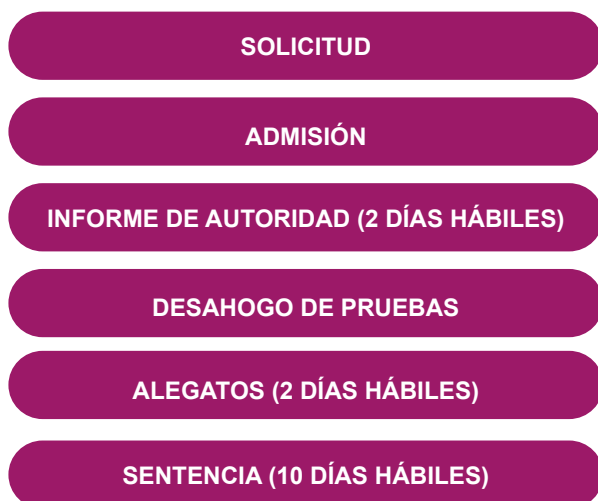 SOLICITUD
ADMISIÓN
INFORME DE AUTORIDAD (2 DÍAS HÁBILES)
DESAHOGO DE PRUEBAS
ALEGATOS (2 DÍAS HÁBILES)
SENTENCIA (10 DÍAS HÁBILES)